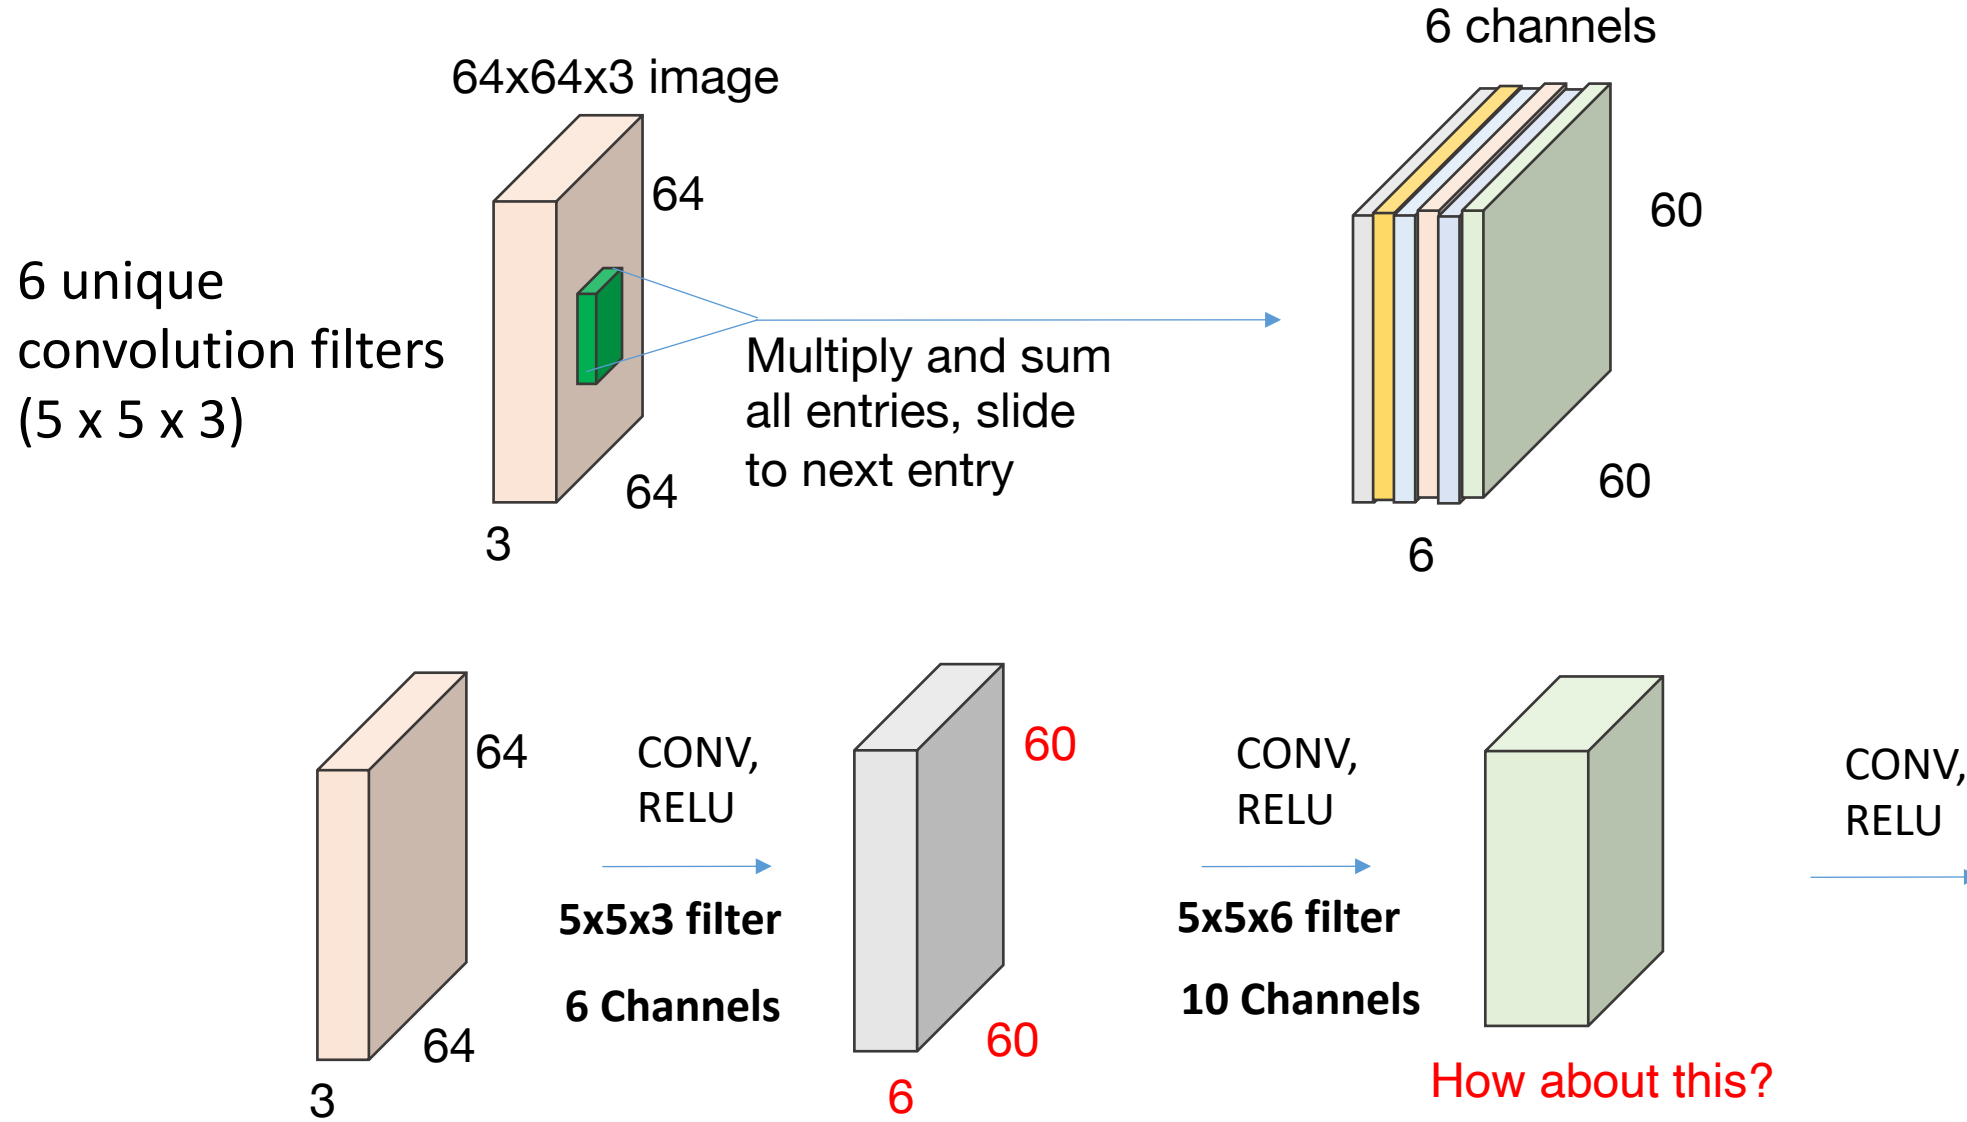 6 channels
64x64x3 image
64
60
6 unique
convolution filters
(5 x 5 x 3)
Multiply and sum
all entries, slide
to next entry
64
60
3
6
64
CONV,
RELU
60
CONV,
RELU
CONV,
RELU
5x5x3 filter
5x5x6 filter
6 Channels
10 Channels
64
60
3
6
How about this?